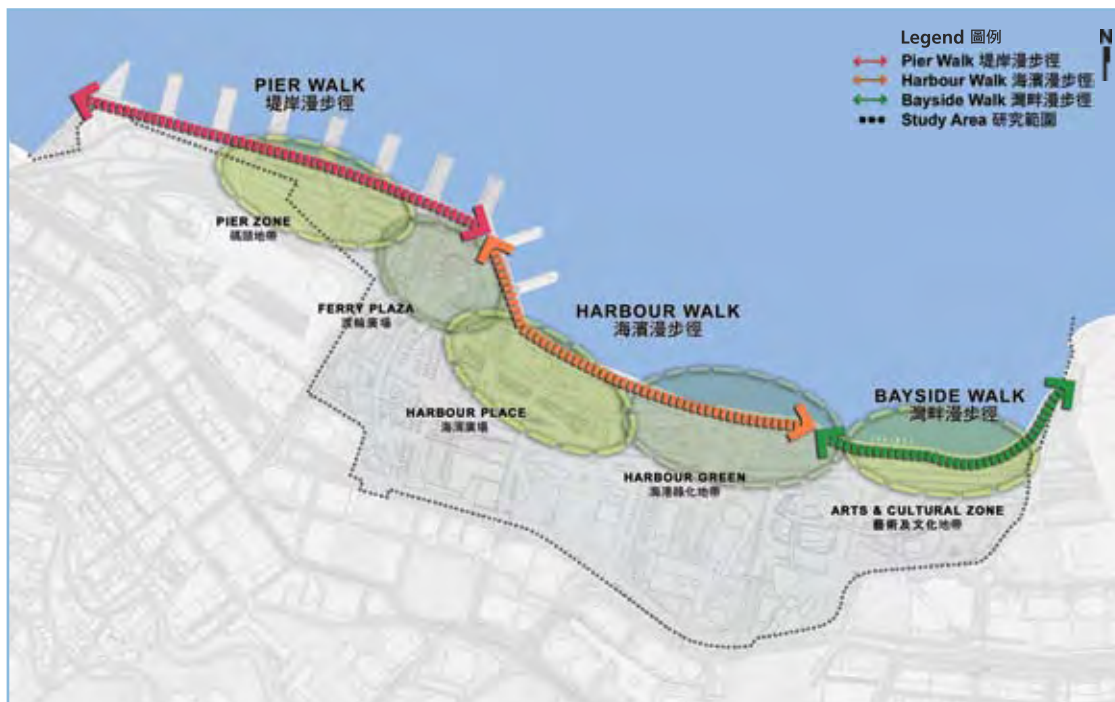 Legend 圖例
N
Pier Walk 堤岸漫步徑
Harbour Walk 海濱漫步徑
Bayside Walk 灣畔漫步徑
Study Area 研究範圍
PIER WALK
堤岸漫步徑
PIER ZONE
碼頭地帶
FERRY PLAZA
渡輪廣場
HARBOUR WALK
海濱漫步徑
HARBOUR PLACE
海濱廣場
BAYSIDE WALK
灣畔漫步徑
HARBOUR GREEN
海港綠化地帶
ARTS & CULTURAL ZONE
藝術及文化地帶